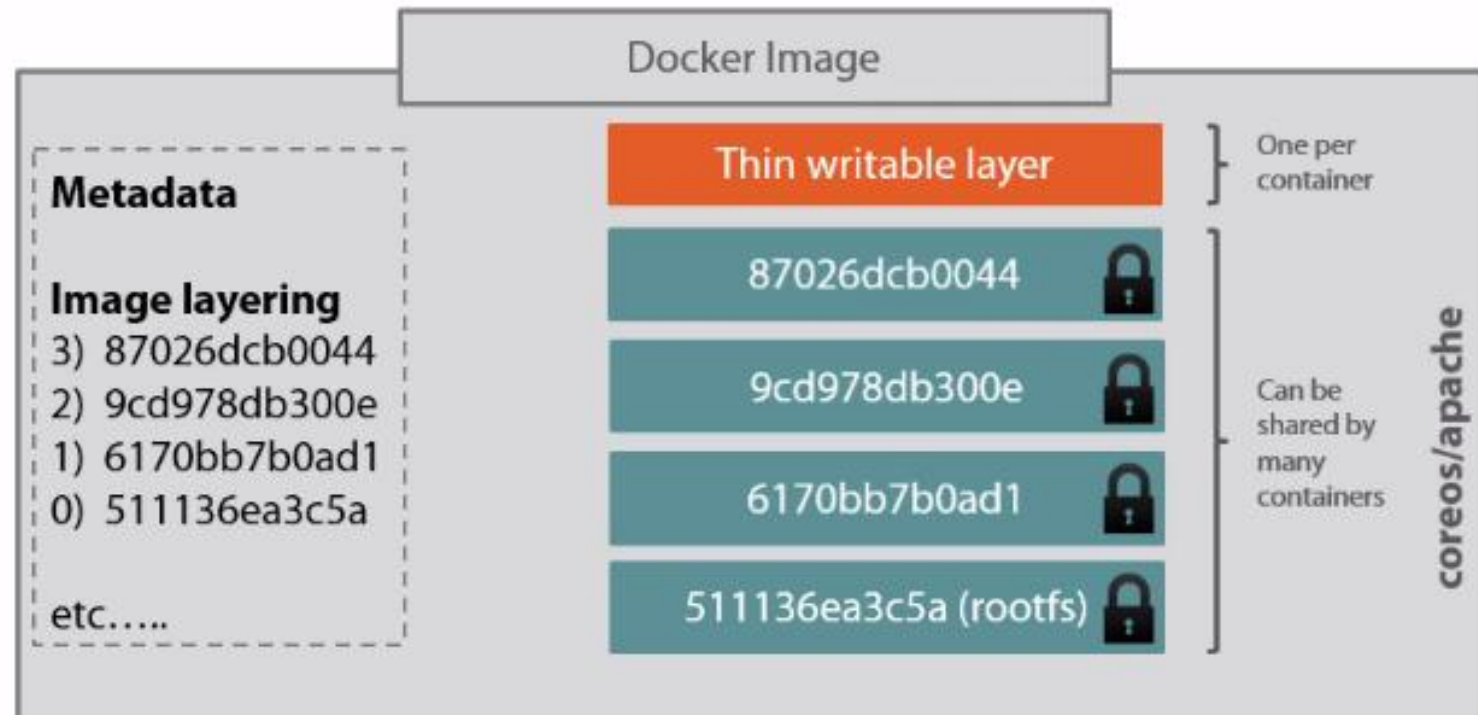 Docker Image
Metadata
Image layering
3) 87026dcb0044
2) 9cd978db300e
1) 6170bb7b0ad1
0) 511136ea3c5a
etc.....
Thin writable layer
87026dcb0044
9cd978db300e
6170bb7b0ad1
511136ea3c5a (rootfs)
One per
container
Can be
shared by
many
containers
coreos/apache